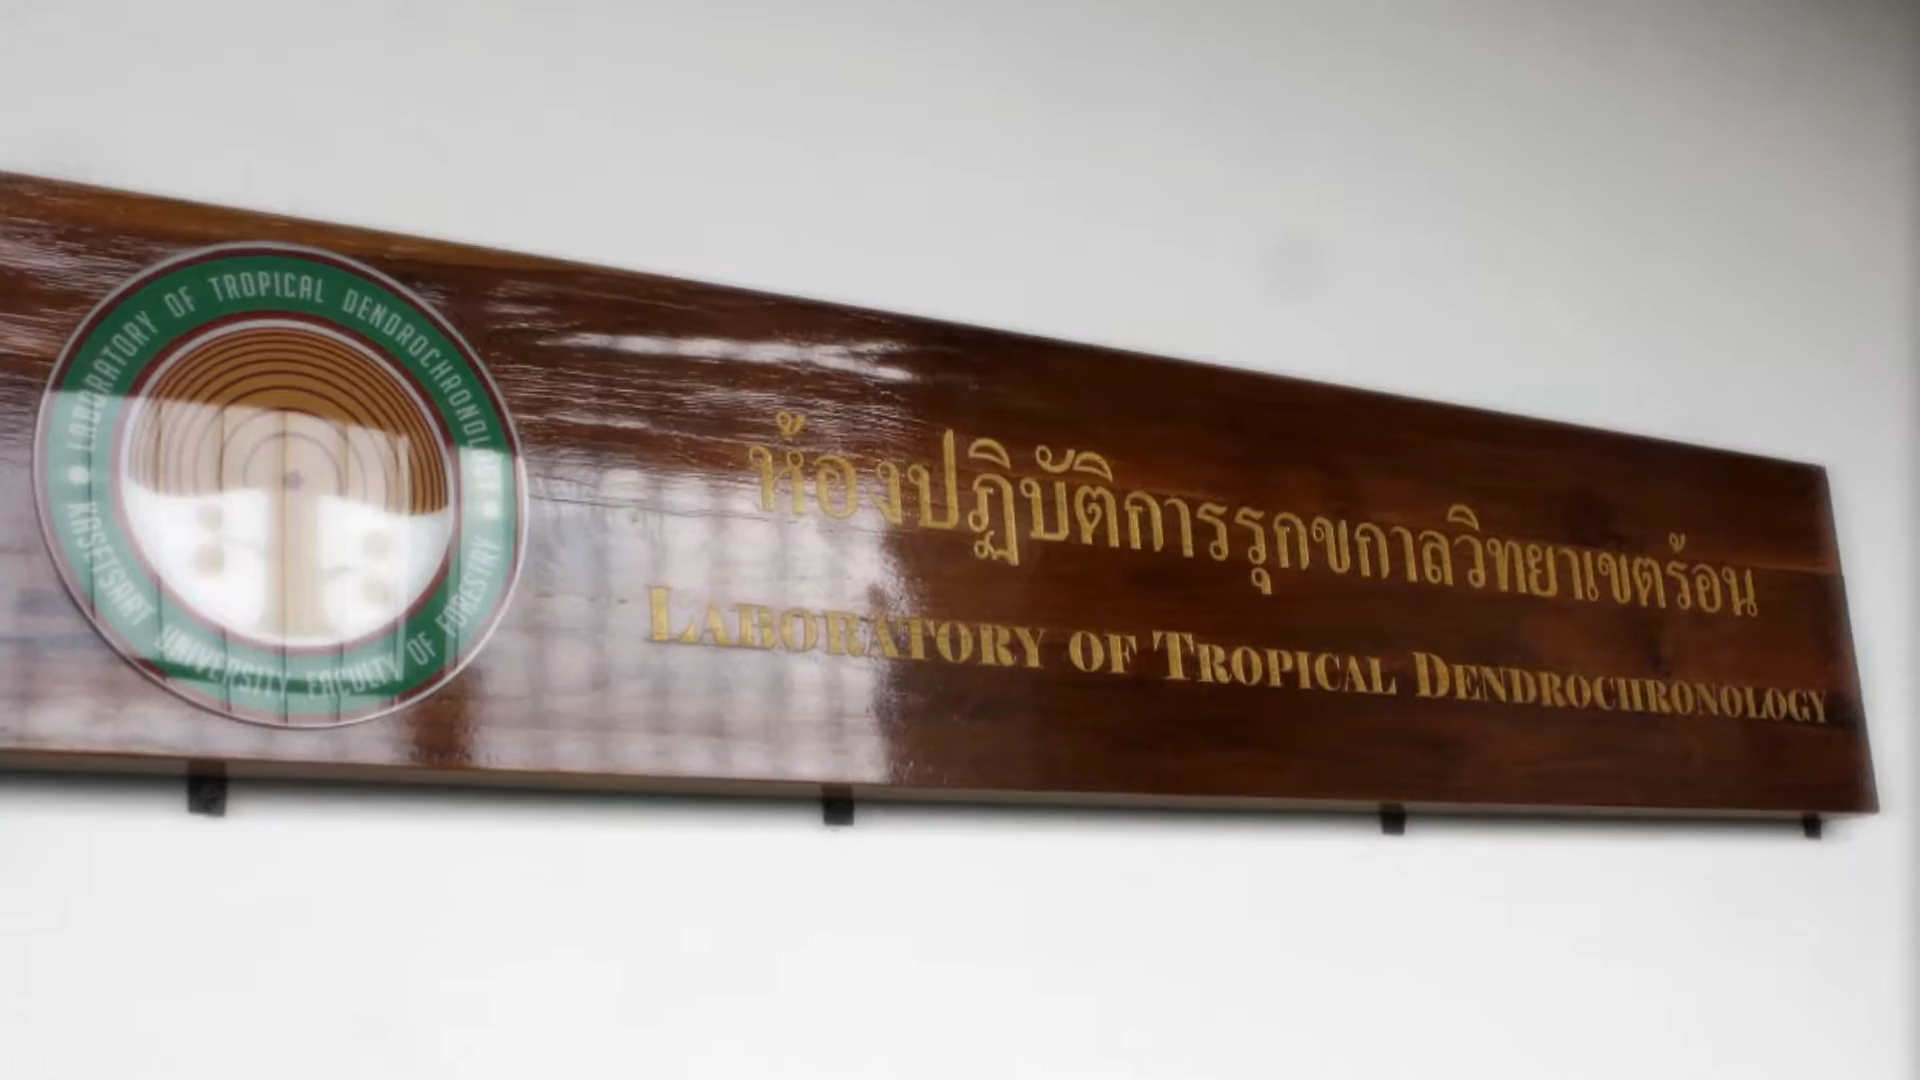 LABORATORY OF TROPICAL DENDROCHRONOLOGY
KASETSART UNIVERSITY FACULTY OF FORESTRY
ห้องปฏิบัติการรุกขกาลวิทยาเขตร้อน
LABORATORY OF TROPICAL DENDROCHRONOLOGY